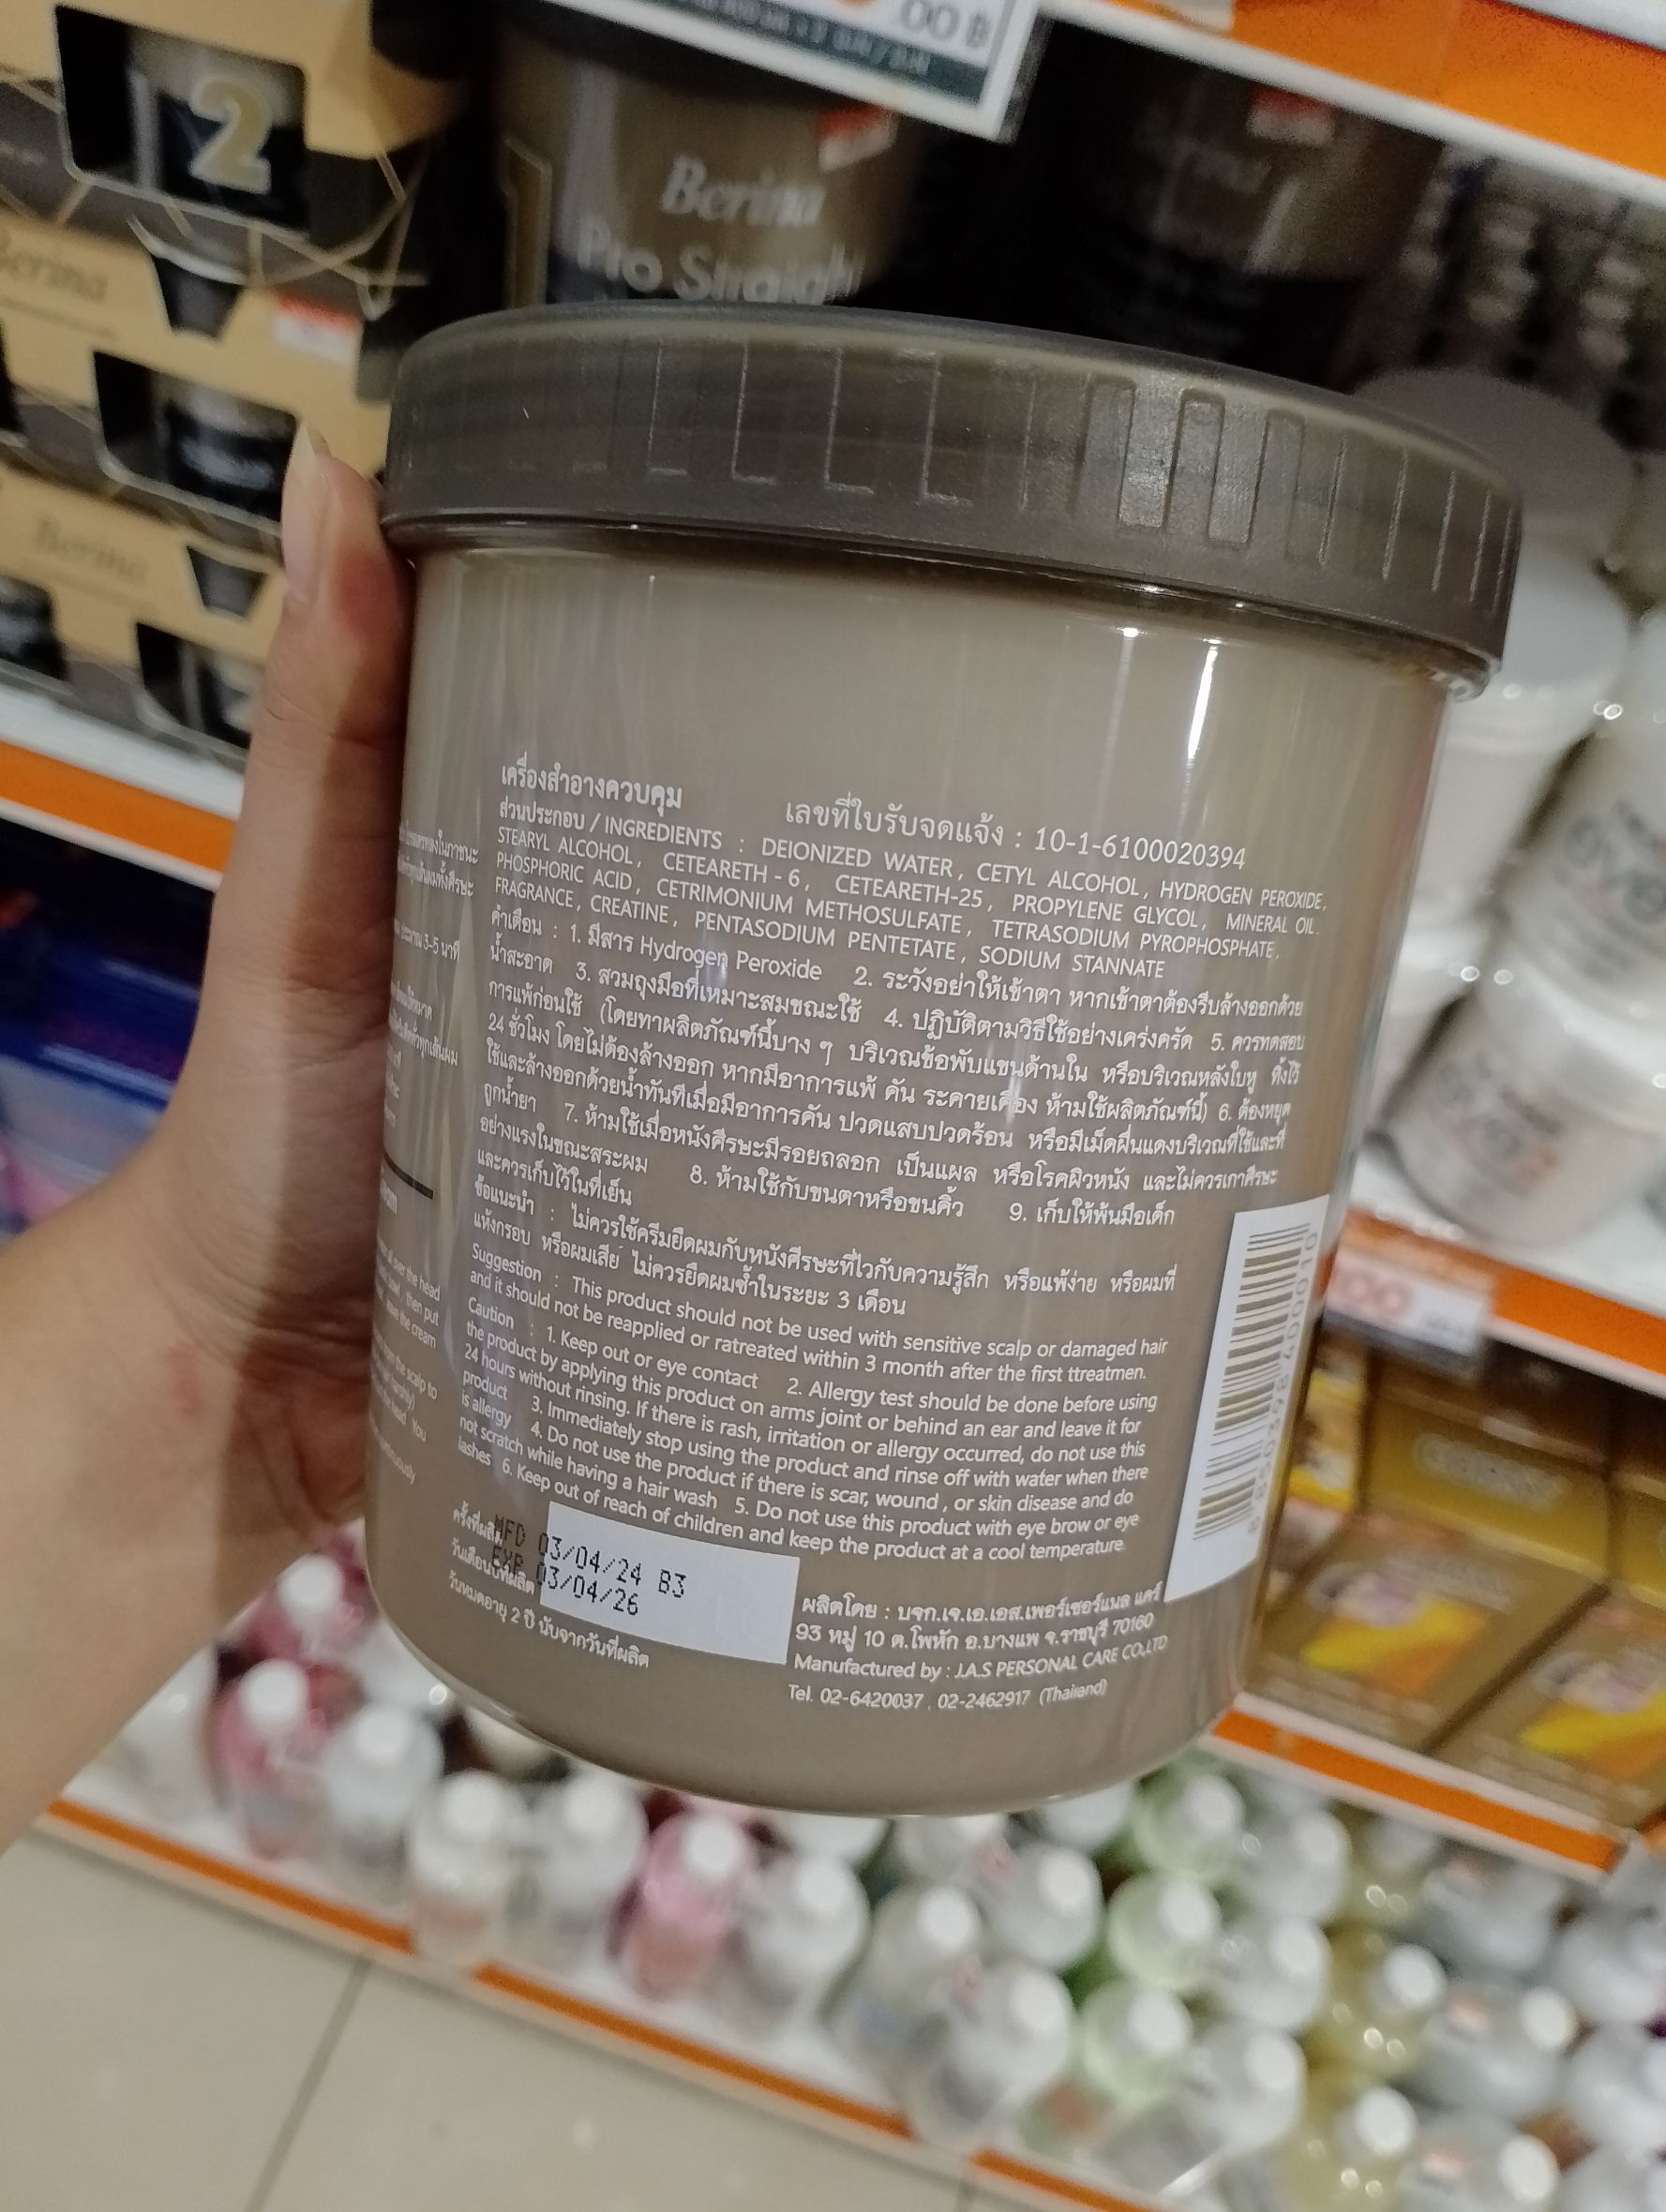 .00 ฿
2
Berina
Pro Straight
Berina
Berina
เครื่องสำอางควบคุม
เลขที่ใบรับจดแจ้ง : 10-1-6100020394
ส่วนประกอบ / INGREDIENTS : DEIONIZED WATER, CETYL ALCOHOL, HYDROGEN PEROXIDE,
STEARYL ALCOHOL, CETEARETH - 6, CETEARETH-25, PROPYLENE GLYCOL, MINERAL OIL.
PHOSPHORIC ACID, CETRIMONIUM METHOSULFATE, TETRASODIUM PYROPHOSPHATE,
FRAGRANCE, CREATINE, PENTASODIUM PENTETATE, SODIUM STANNATE
คำเตือน : 1. มีสาร Hydrogen Peroxide 2. ระวังอย่าให้เข้าตา หากเข้าตาต้องรีบล้างออกด้วย
น้ำสะอาด 3. สวมถุงมือที่เหมาะสมขณะใช้ 4. ปฏิบัติตามวิธีใช้อย่างเคร่งครัด 5. ควรทดสอบ
การแพ้ก่อนใช้ (โดยทาผลิตภัณฑ์นี้บาง ๆ บริเวณข้อพับแขนด้านใน หรือบริเวณหลังใบหู ทิ้งไว้
24 ชั่วโมง โดยไม่ต้องล้างออก หากมีอาการแพ้ คัน ระคายเคือง ห้ามใช้ผลิตภัณฑ์นี้) 6. ต้องหยุด
ใช้และล้างออกด้วยน้ำทันทีเมื่อมีอาการคัน ปวดแสบปวดร้อน หรือมีเม็ดผื่นแดงบริเวณที่ใช้และที่
ถูกน้ำยา 7. ห้ามใช้เมื่อหนังศีรษะมีรอยถลอก เป็นแผล หรือโรคผิวหนัง และไม่ควรเกาศีรษะ
อย่างแรงในขณะสระผม 8. ห้ามใช้กับขนตาหรือขนคิ้ว 9. เก็บให้พ้นมือเด็ก
และควรเก็บไว้ในที่เย็น
ข้อแนะนำ : ไม่ควรใช้ครีมยืดผมกับหนังศีรษะที่ไวกับความรู้สึก หรือแพ้ง่าย หรือผมที่
แห้งกรอบ หรือผมเสีย ไม่ควรยืดผมซ้ำในระยะ 3 เดือน
Suggestion : This product should not be used with sensitive scalp or damaged hair
and it should not be reapplied or ratreated within 3 month after the first ttreatmen.
Caution : 1. Keep out or eye contact 2. Allergy test should be done before using
the product by applying this product on arms joint or behind an ear and leave it for
24 hours without rinsing. If there is rash, irritation or allergy occurred, do not use this
product 3. Immediately stop using the product and rinse off with water when there
is allergy 4. Do not use the product if there is scar, wound , or skin disease and do
not scratch while having a hair wash 5. Do not use this product with eye brow or eye
lashes 6. Keep out of reach of children and keep the product at a cool temperature.
ครั้งที่ผลิต
MFD 03/04/24 B3
วันเดือนปีที่ผลิต
EXP 03/04/26
วันหมดอายุ 2 ปี นับจากวันที่ผลิต
ผลิตโดย : บจก.เจ.เอ.เอส.เพอร์เซอร์แนล แคร์
93 หมู่ 10 ต.โพหัก อ.บางแพ จ.ราชบุรี 70160
Manufactured by : J.A.S PERSONAL CARE CO.,LTD
Tel. 02-6420037 , 02-2462917 (Thailand)